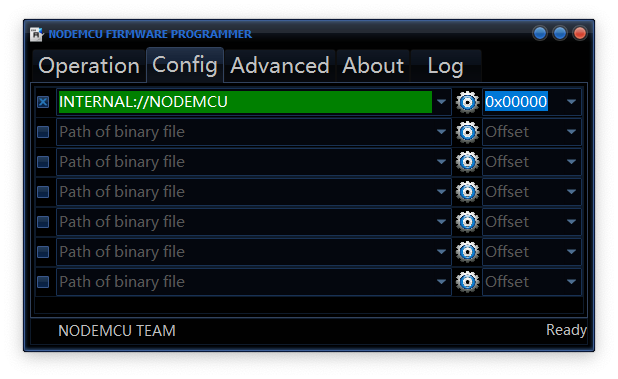 NODEMCU FIRMWARE PROGRAMMER
Operation Config Advanced About Log
INTERNAL://NODEMCU 0x00000
Path of binary file Offset
Path of binary file Offset
Path of binary file Offset
Path of binary file Offset
Path of binary file Offset
Path of binary file Offset
NODEMCU TEAM Ready